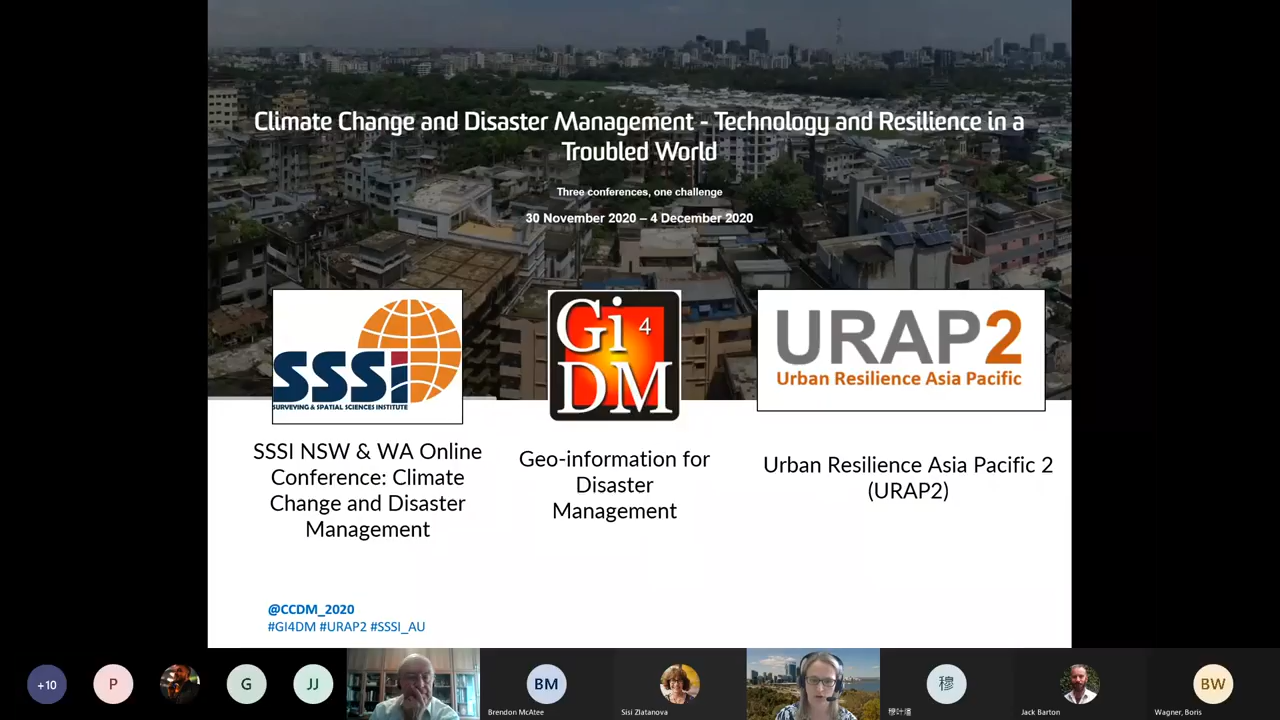 Climate Change and Disaster Management - Technology and Resilience in a
Troubled World
Three conferences, one challenge
30 November 2020 – 4 December 2020
SSSI
SURVEYING & SPATIAL SCIENCES INSTITUTE
Gi 4
DM
URAP2
Urban Resilience Asia Pacific
SSSI NSW & WA Online
Conference: Climate
Change and Disaster
Management
Geo-information for
Disaster
Management
Urban Resilience Asia Pacific 2
(URAP2)
@CCDM_2020
#GI4DM #URAP2 #SSSI_AU
+10
P
G
JJ
BM
Brendon McAtee
Sisi Zlatanova
穆
Jack Barton
BW
Wagner, Boris